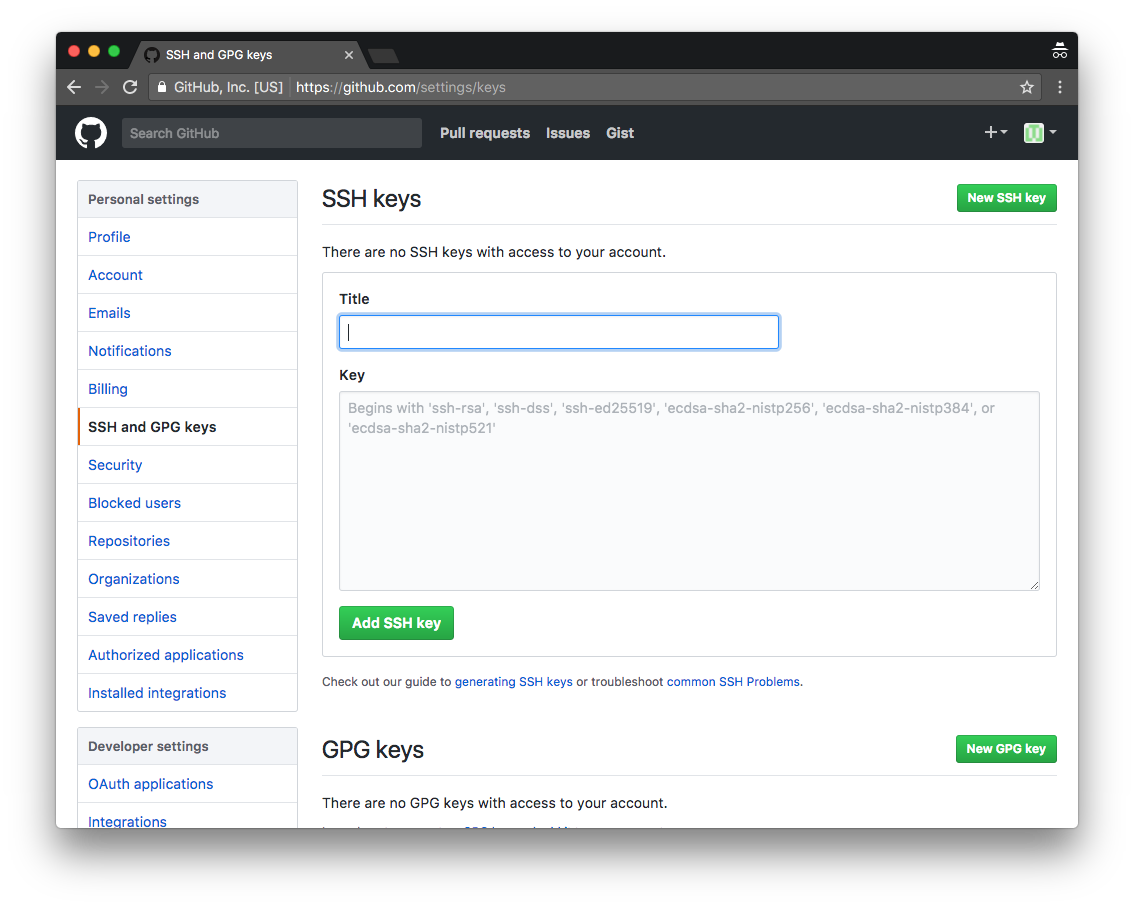 SSH and GPG keys
GitHub, Inc. [US] https://github.com/settings/keys
Search GitHub Pull requests Issues Gist
Personal settings
Profile
Account
Emails
Notifications
Billing
SSH and GPG keys
Security
Blocked users
Repositories
Organizations
Saved replies
Authorized applications
Installed integrations
Developer settings
OAuth applications
Integrations
SSH keys
New SSH key
There are no SSH keys with access to your account.
Title
Key
Begins with 'ssh-rsa', 'ssh-dss', 'ssh-ed25519', 'ecdsa-sha2-nistp256', 'ecdsa-sha2-nistp384', or
'ecdsa-sha2-nistp521'
Add SSH key
Check out our guide to generating SSH keys or troubleshoot common SSH Problems.
GPG keys
New GPG key
There are no GPG keys with access to your account.